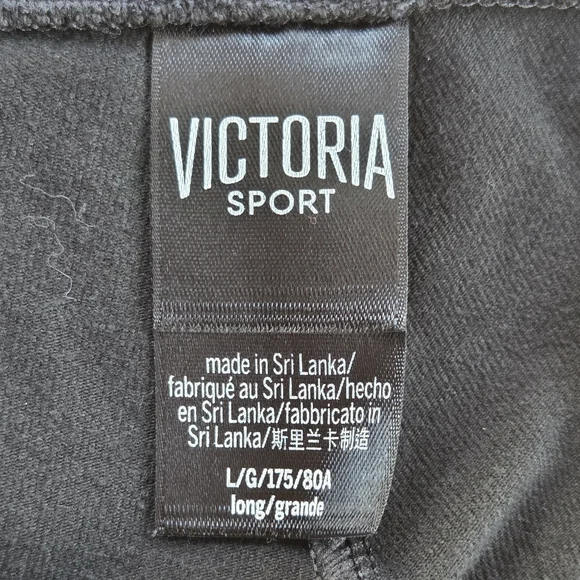 VICTORIA
SPORT
made in Sri Lanka/
fabriqué au Sri Lanka/hecho
en Sri Lanka/fabbricato in
Sri Lanka/斯里兰卡制造
L/G/175/80A
long/grande